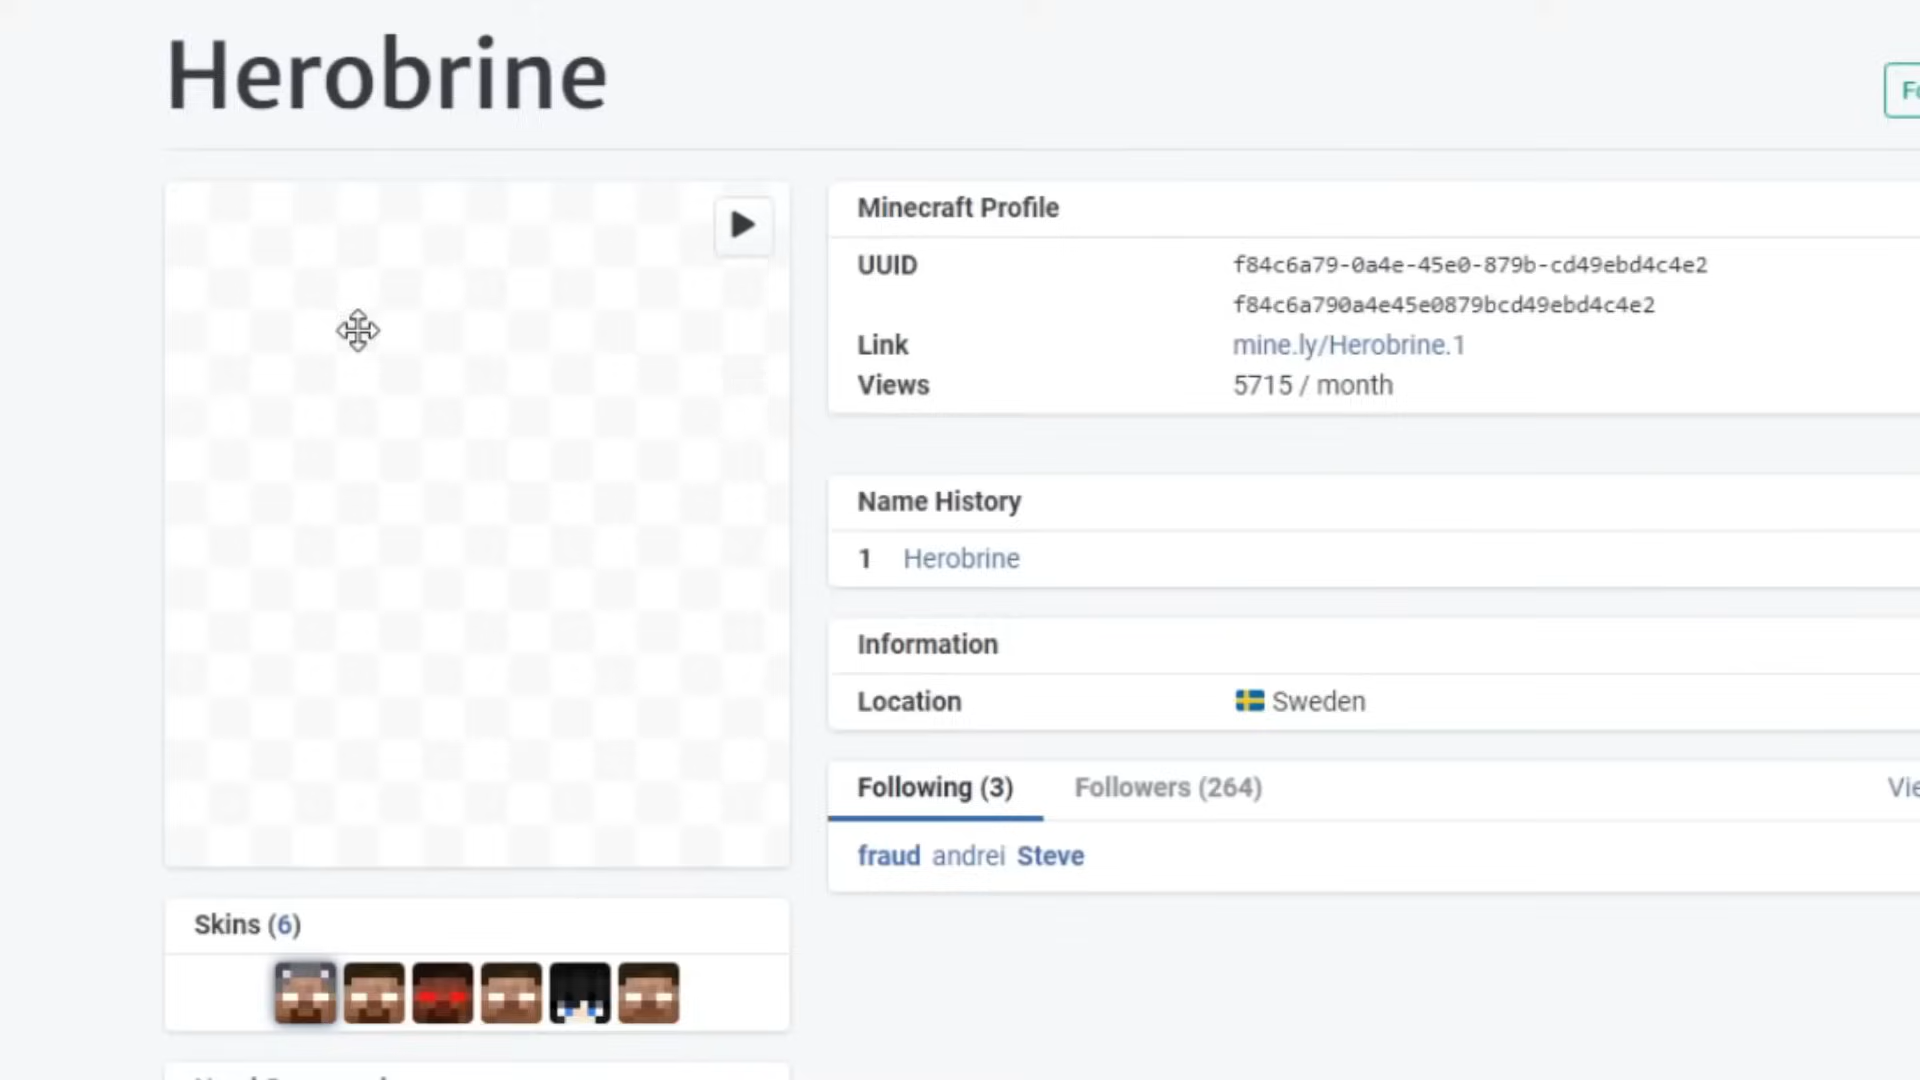 Herobrine
Minecraft Profile
UUID f84c6a79-0a4e-45e0-879b-cd49ebd4c4e2
f84c6a790a4e45e0879bcd49ebd4c4e2
Link mine.ly/Herobrine.1
Views 5715 / month
Name History
1 Herobrine
Information
Location Sweden
Following (3) Followers (264)
fraud andrei Steve
Skins (6)